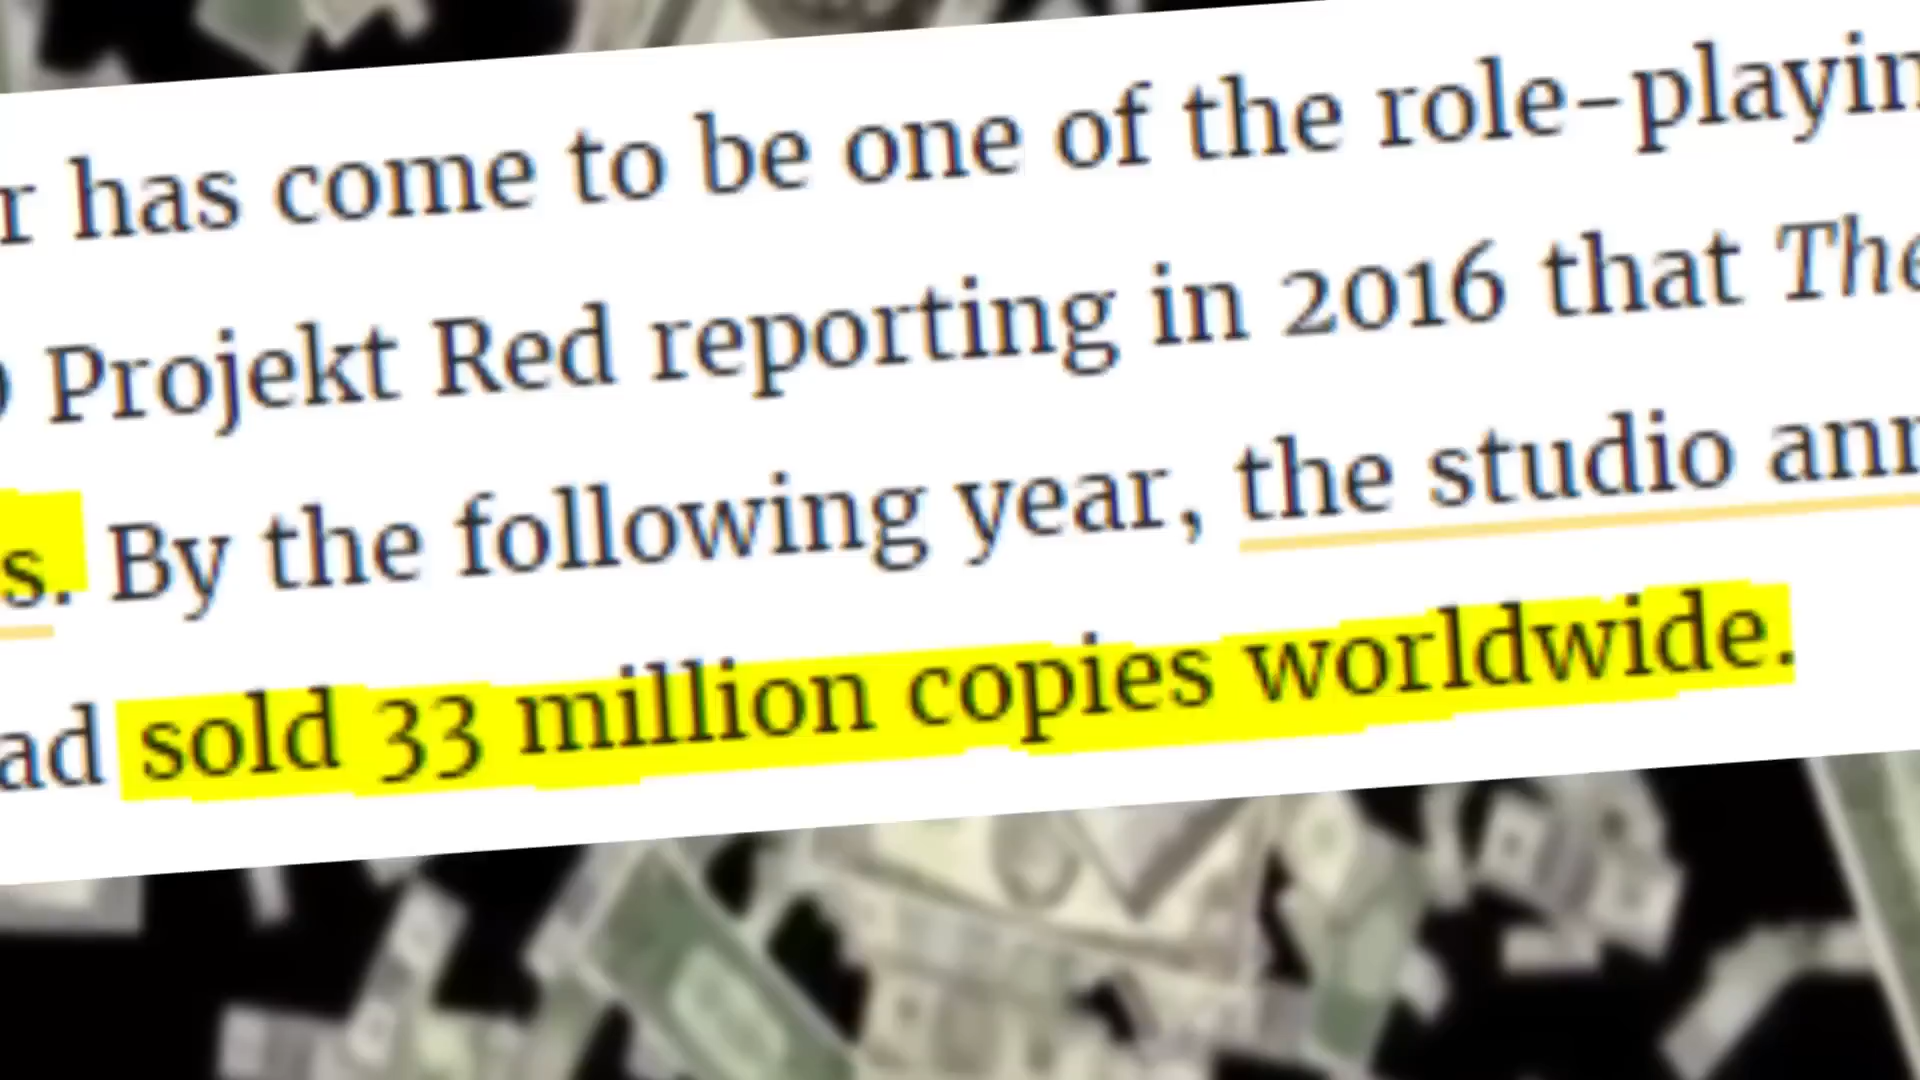 r has come to be one of the role-playin
Projekt Red reporting in 2016 that The
s. By the following year, the studio ann
ad sold 33 million copies worldwide.